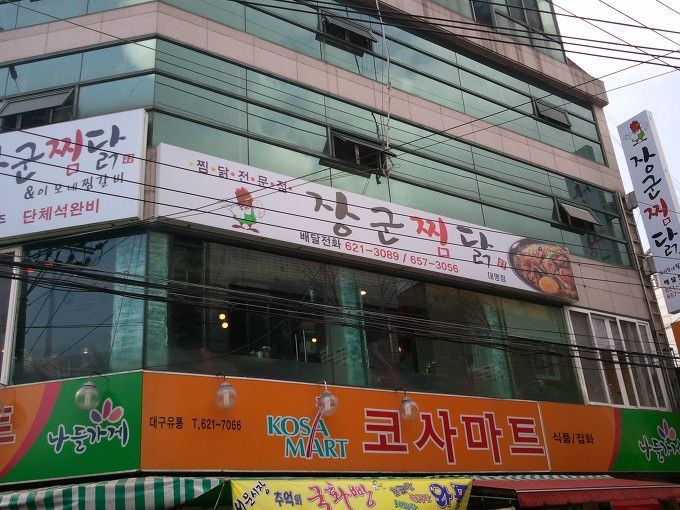 군찜닭
&이모네찜갈비
단체석완비
·찜·닭·전·문·점·
장군찜닭
배달전화 621-3089 / 657-3056
대명점
장군찜닭
나들가게
대구유통 T.621-7066
KOSA MART
코사마트
식품/잡화
나들가게
추억의 국화빵